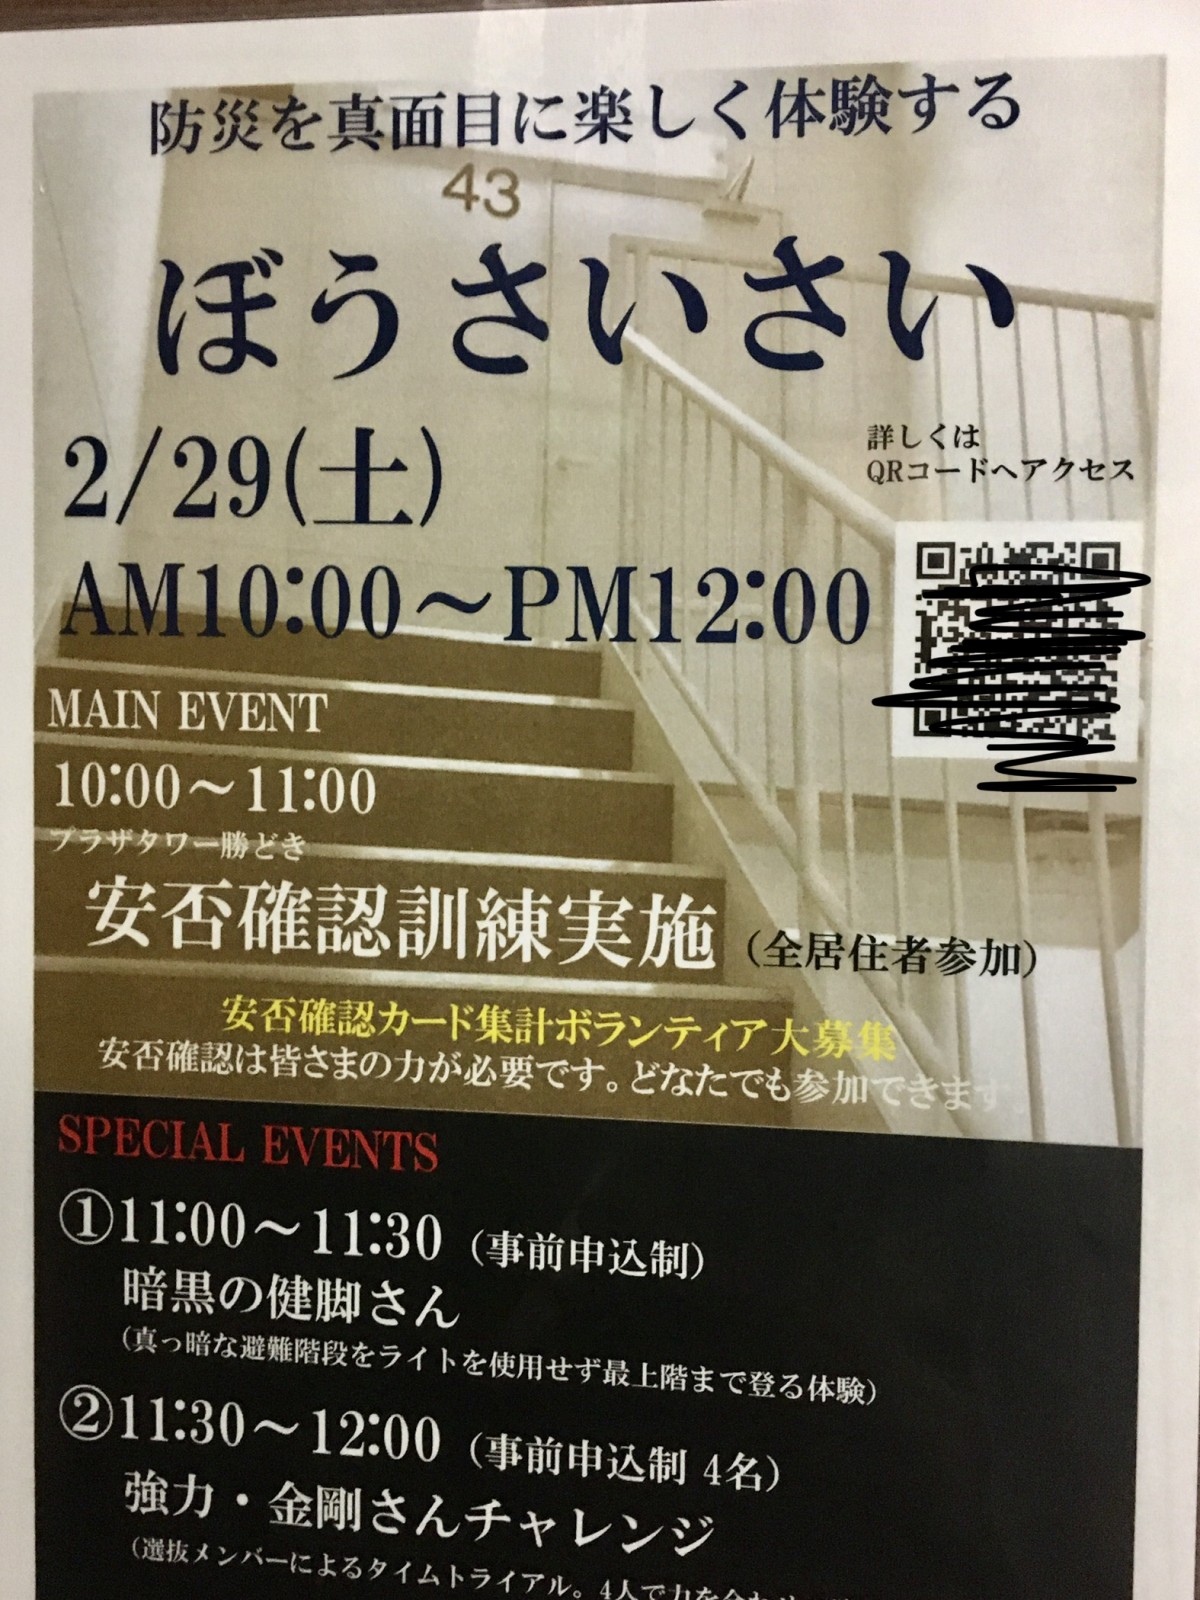 防災を真面目に楽しく体験する
43
ぼうさいさい
2/29(土)
詳しくは
QRコードへアクセス
AM10:00〜PM12:00
MAIN EVENT
10:00〜11:00
プラザタワー勝どき
安否確認訓練実施 (全居住者参加)
安否確認カード集計ボランティア大募集
安否確認は皆さまの力が必要です。どなたでも参加できます。
SPECIAL EVENTS
①11:00〜11:30 (事前申込制)
暗黒の健脚さん
(真っ暗な避難階段をライトを使用せず最上階まで登る体験)
②11:30〜12:00 (事前申込制 4名)
強力・金剛さんチャレンジ
(選抜メンバーによるタイムトライアル。4人で力を合わせ